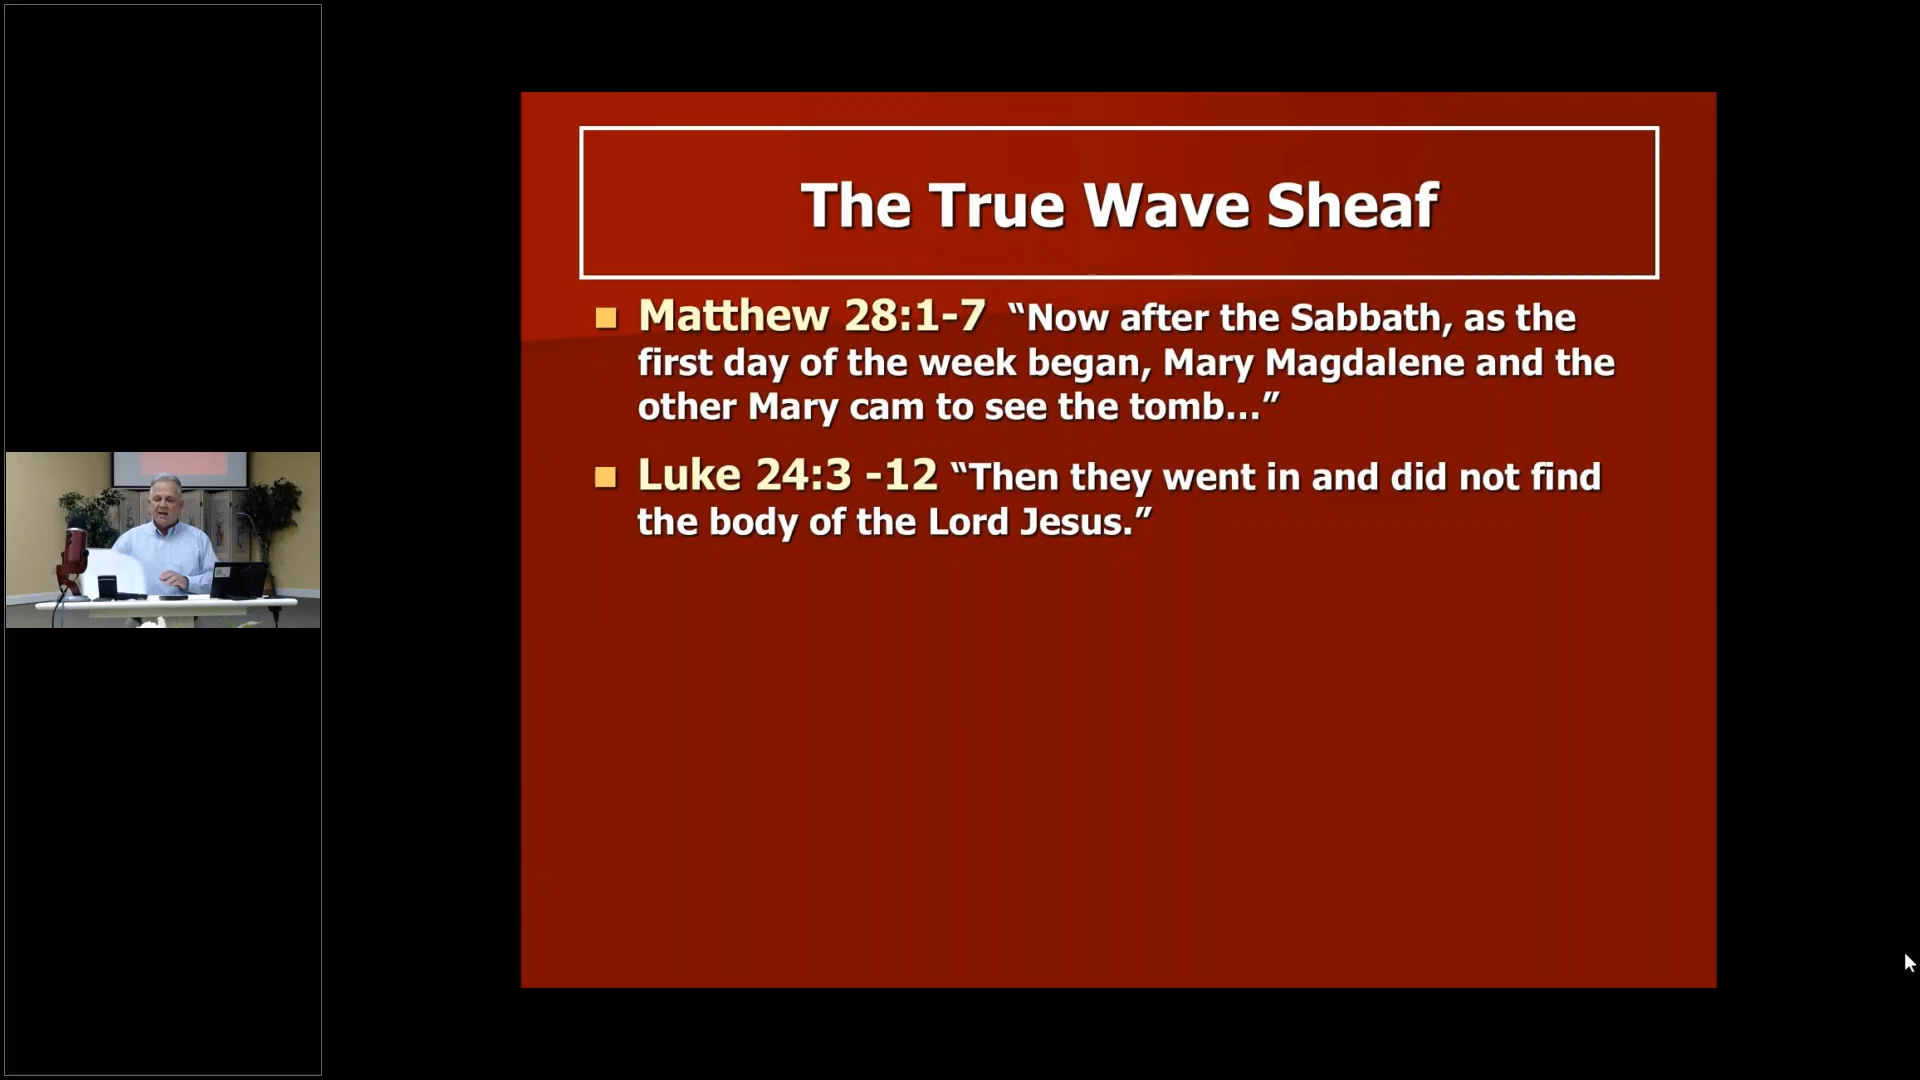 The True Wave Sheaf
Matthew 28:1-7 “Now after the Sabbath, as the
first day of the week began, Mary Magdalene and the
other Mary cam to see the tomb…”
Luke 24:3 -12 “Then they went in and did not find
the body of the Lord Jesus.”